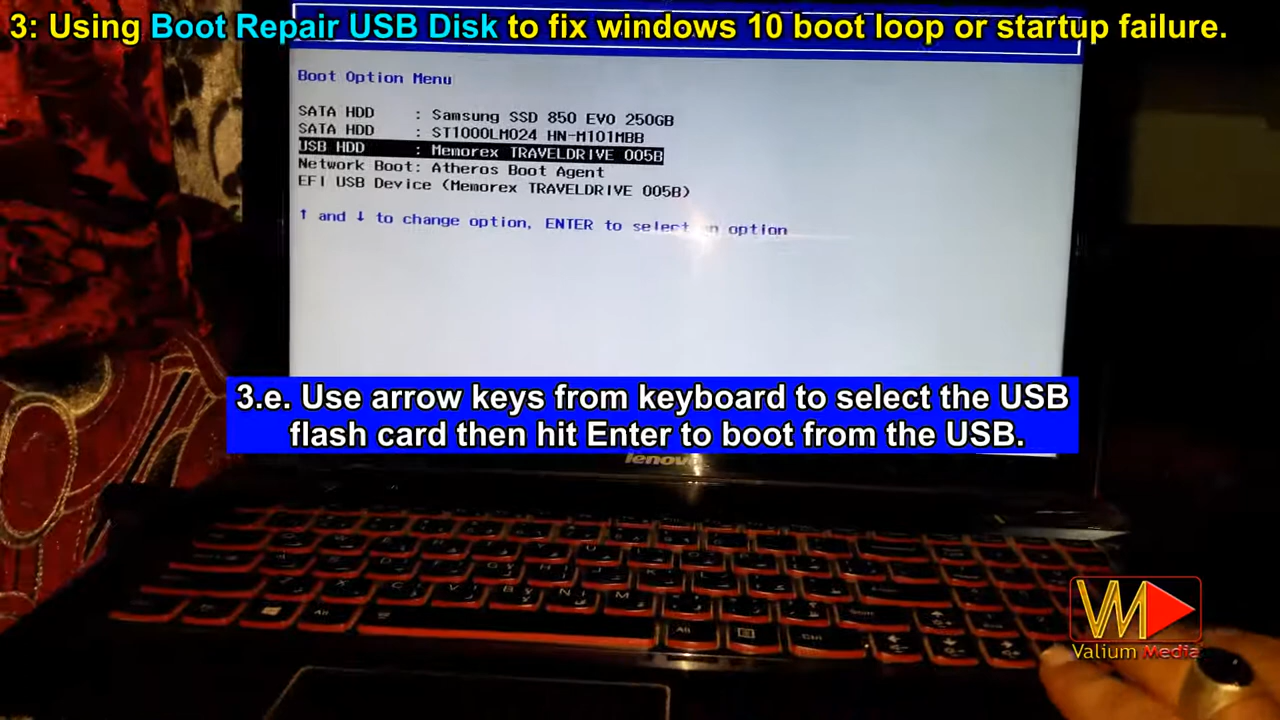 3: Using Boot Repair USB Disk to fix windows 10 boot loop or startup failure.
Boot Option Menu
SATA HDD : Samsung SSD 850 EVO 250GB
SATA HDD : ST1000LM024 HN-M101MBB
USB HDD : Memorex TRAVELDRIVE 005B
Network Boot: Atheros Boot Agent
EFI USB Device (Memorex TRAVELDRIVE 005B)
↑ and ↓ to change option, ENTER to select an option
3.e. Use arrow keys from keyboard to select the USB
flash card then hit Enter to boot from the USB.
lenovo
Alt
Alt
Ctrl
VM
Valium Media